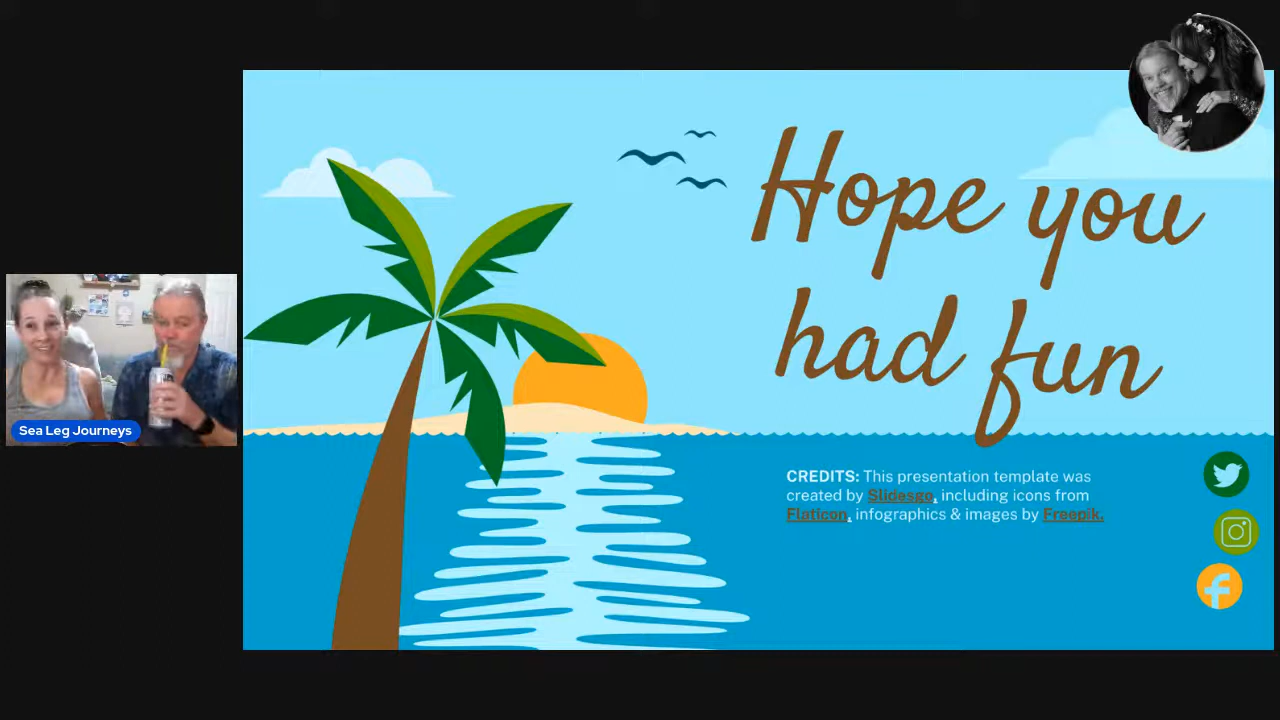 Hope you
had fun
Sea Leg Journeys
CREDITS: This presentation template was
created by Slidesgo, including icons from
Flaticon, infographics & images by Freepik.